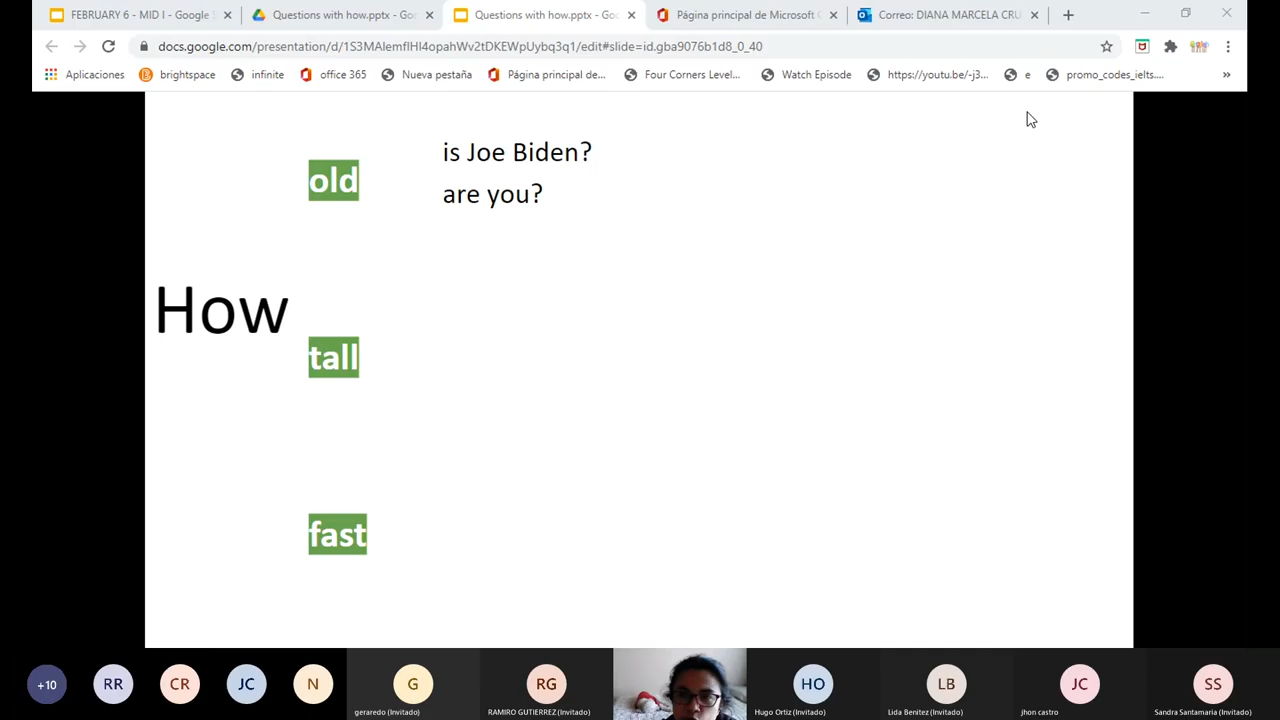 FEBRUARY 6 - MID I - Google S
Questions with how.pptx - Goo
Questions with how.pptx - Goo
Página principal de Microsoft O
Correo: DIANA MARCELA CRU
docs.google.com/presentation/d/1S3MAIemflHI4opahWv2tDKEWpUybq3q1/edit#slide=id.gba9076b1d8_0_40
Aplicaciones
brightspace
infinite
office 365
Nueva pestaña
Página principal de...
Four Corners Level...
Watch Episode
https://youtu.be/-j3...
e
promo_codes_ielts....
»
is Joe Biden?
old
are you?
How
tall
fast
+10
RR
CR
JC
N
G
RG
HO
LB
JC
SS
geraredo (Invitado)
RAMIRO GUTIERREZ (Invitado)
Hugo Ortiz (Invitado)
Lida Benitez (Invitado)
jhon castro
Sandra Santamaria (Invitado)